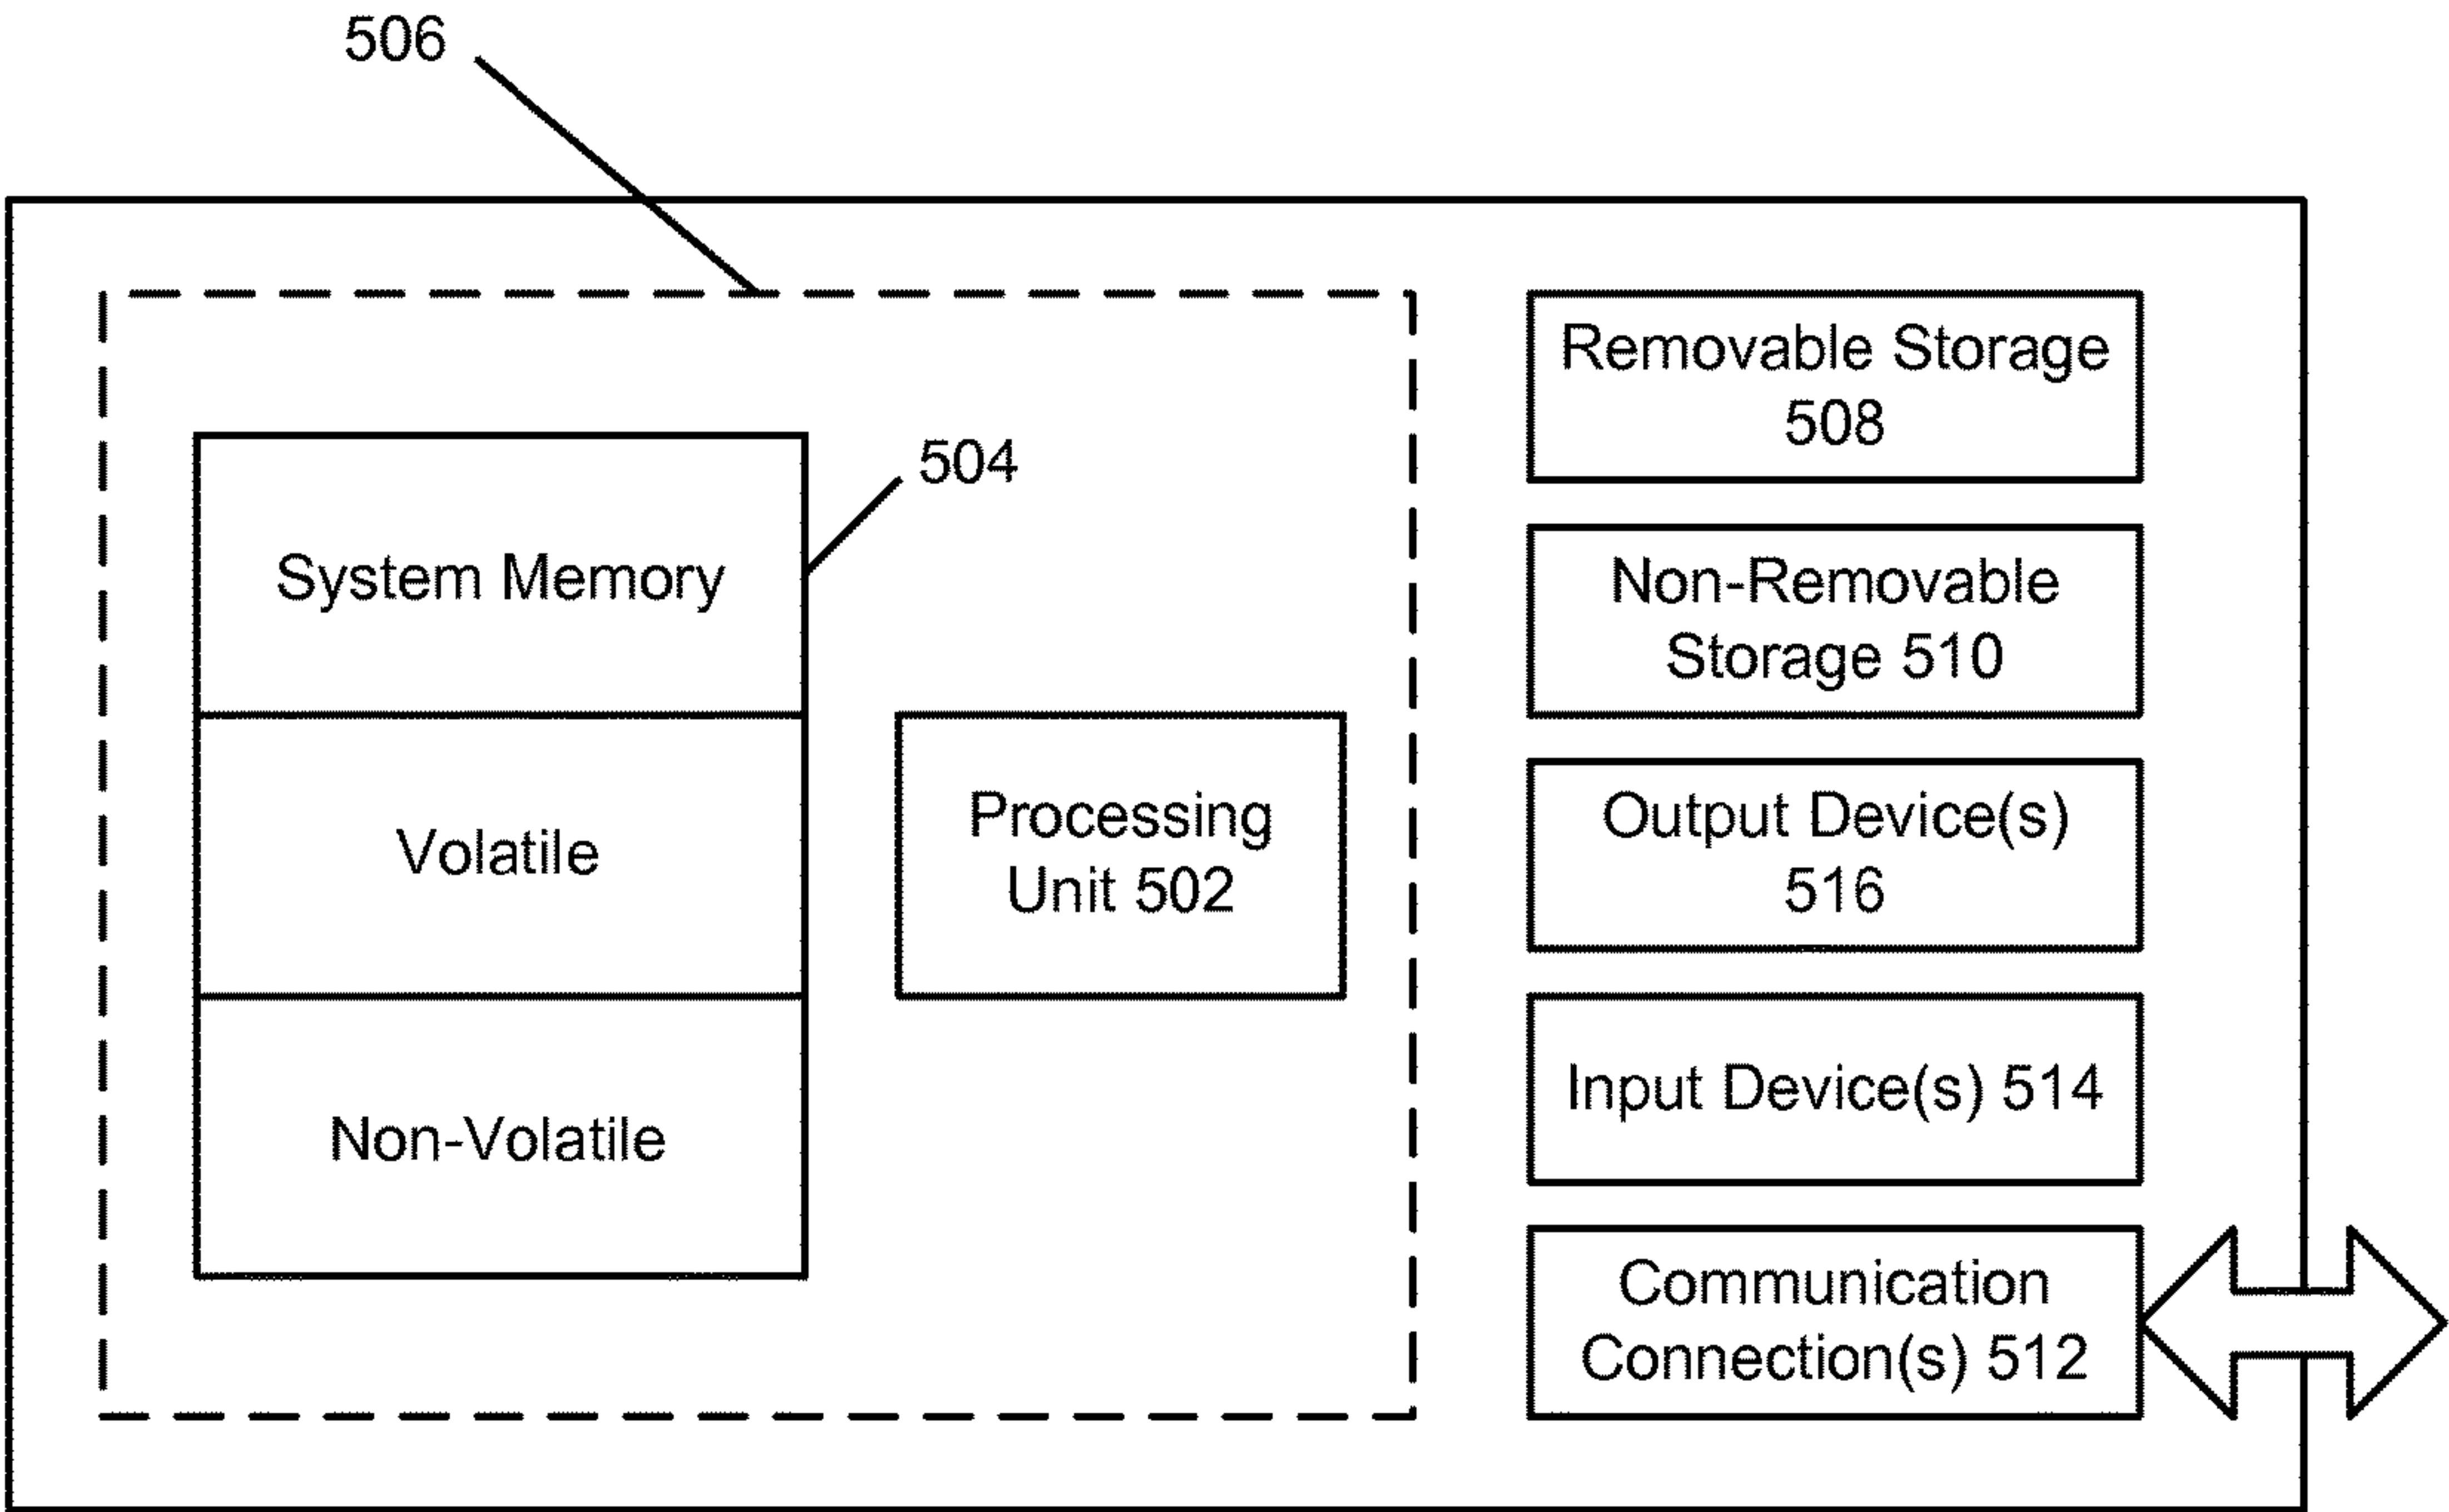 506
504
System Memory
Volatile
Non-Volatile
Processing
Unit 502
Removable Storage
508
Non-Removable
Storage 510
Output Device(s)
516
Input Device(s) 514
Communication
Connection(s) 512